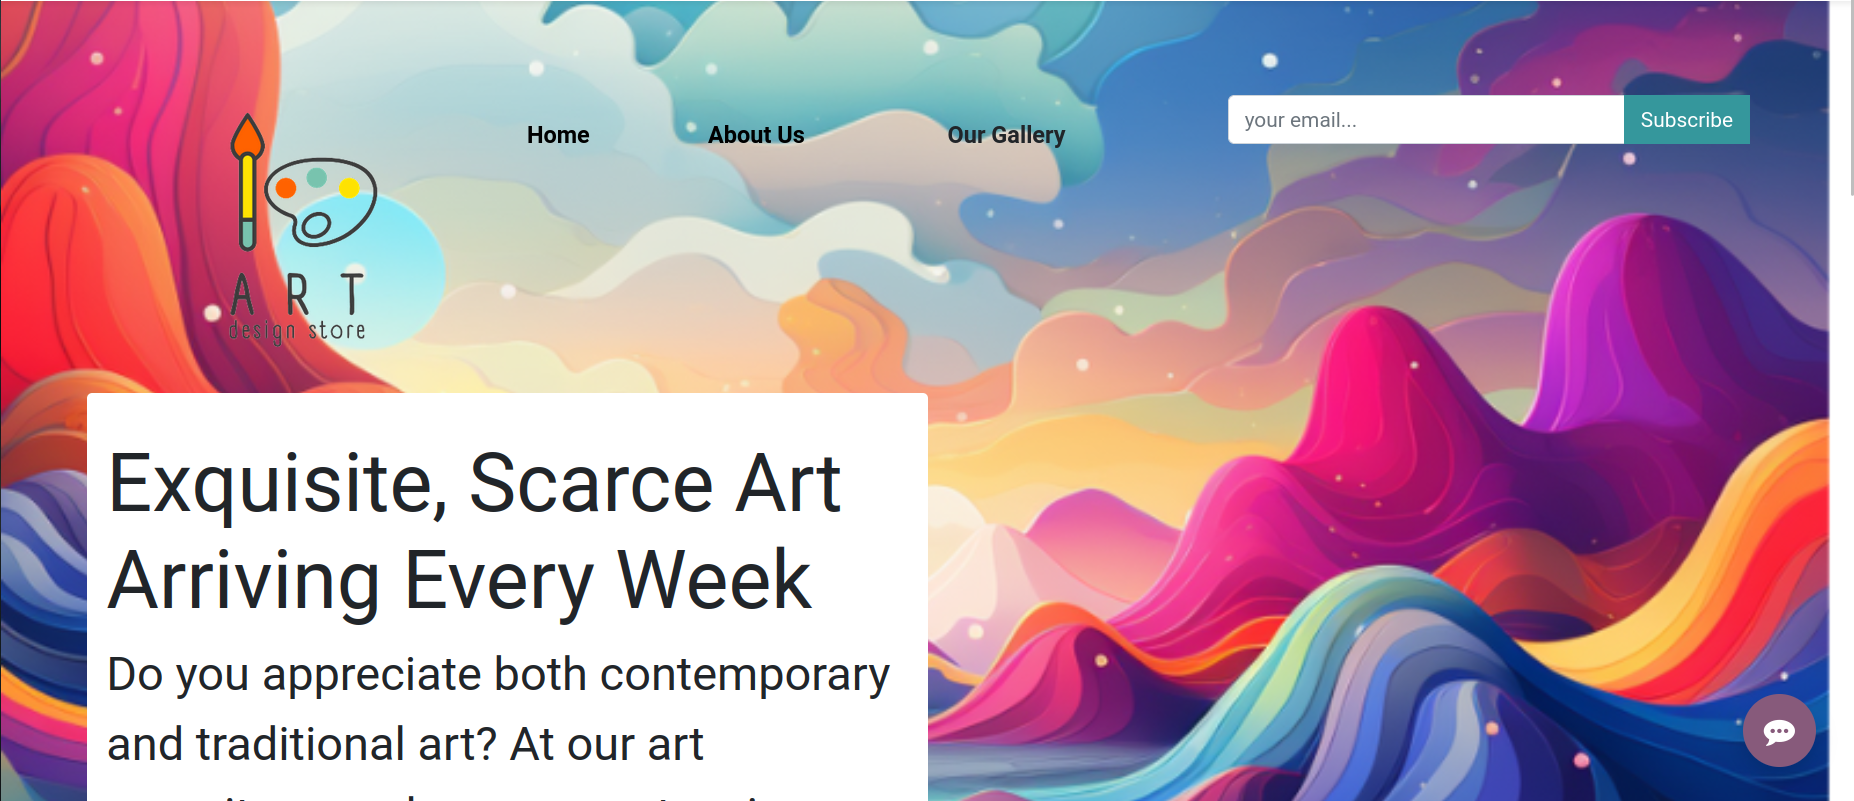 Home About Us Our Gallery
your email... Subscribe
ART
design store
Exquisite, Scarce Art
Arriving Every Week
Do you appreciate both contemporary
and traditional art? At our art